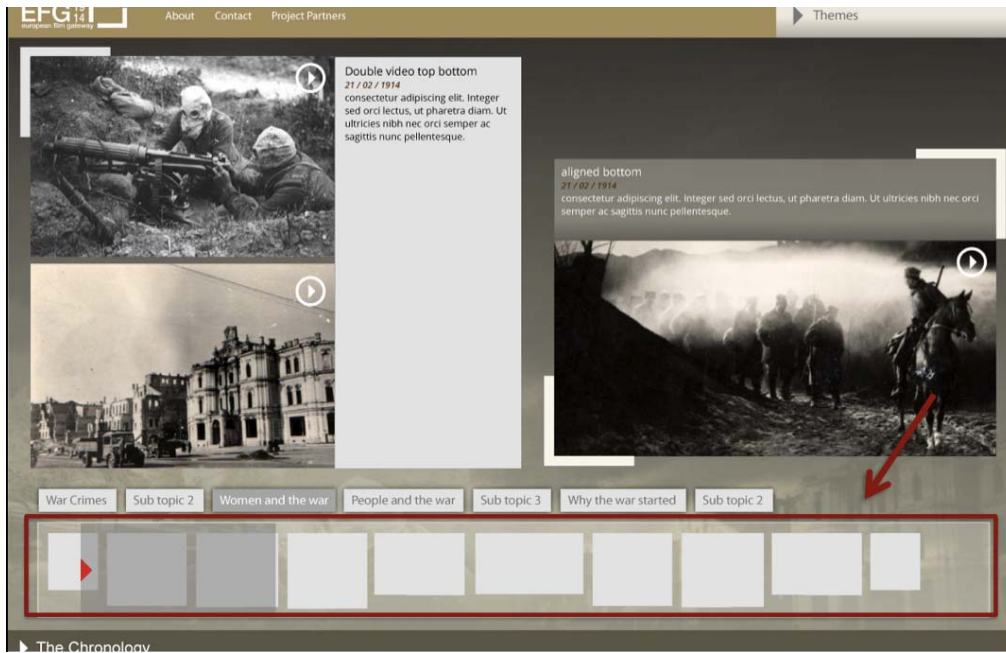 EFG 14
european film gateway
About Contact Project Partners
Themes
Double video top bottom
21 / 02 / 1914
consectetur adipiscing elit. Integer
sed orci lectus, ut pharetra diam. Ut
ultricies nibh nec orci semper ac
sagittis nunc pellentesque.
aligned bottom
21 / 02 / 1914
consectetur adipiscing elit. Integer sed orci lectus, ut pharetra diam. Ut ultricies nibh nec orci
semper ac sagittis nunc pellentesque.
War Crimes Sub topic 2 Women and the war People and the war Sub topic 3 Why the war started Sub topic 2
The Chronology